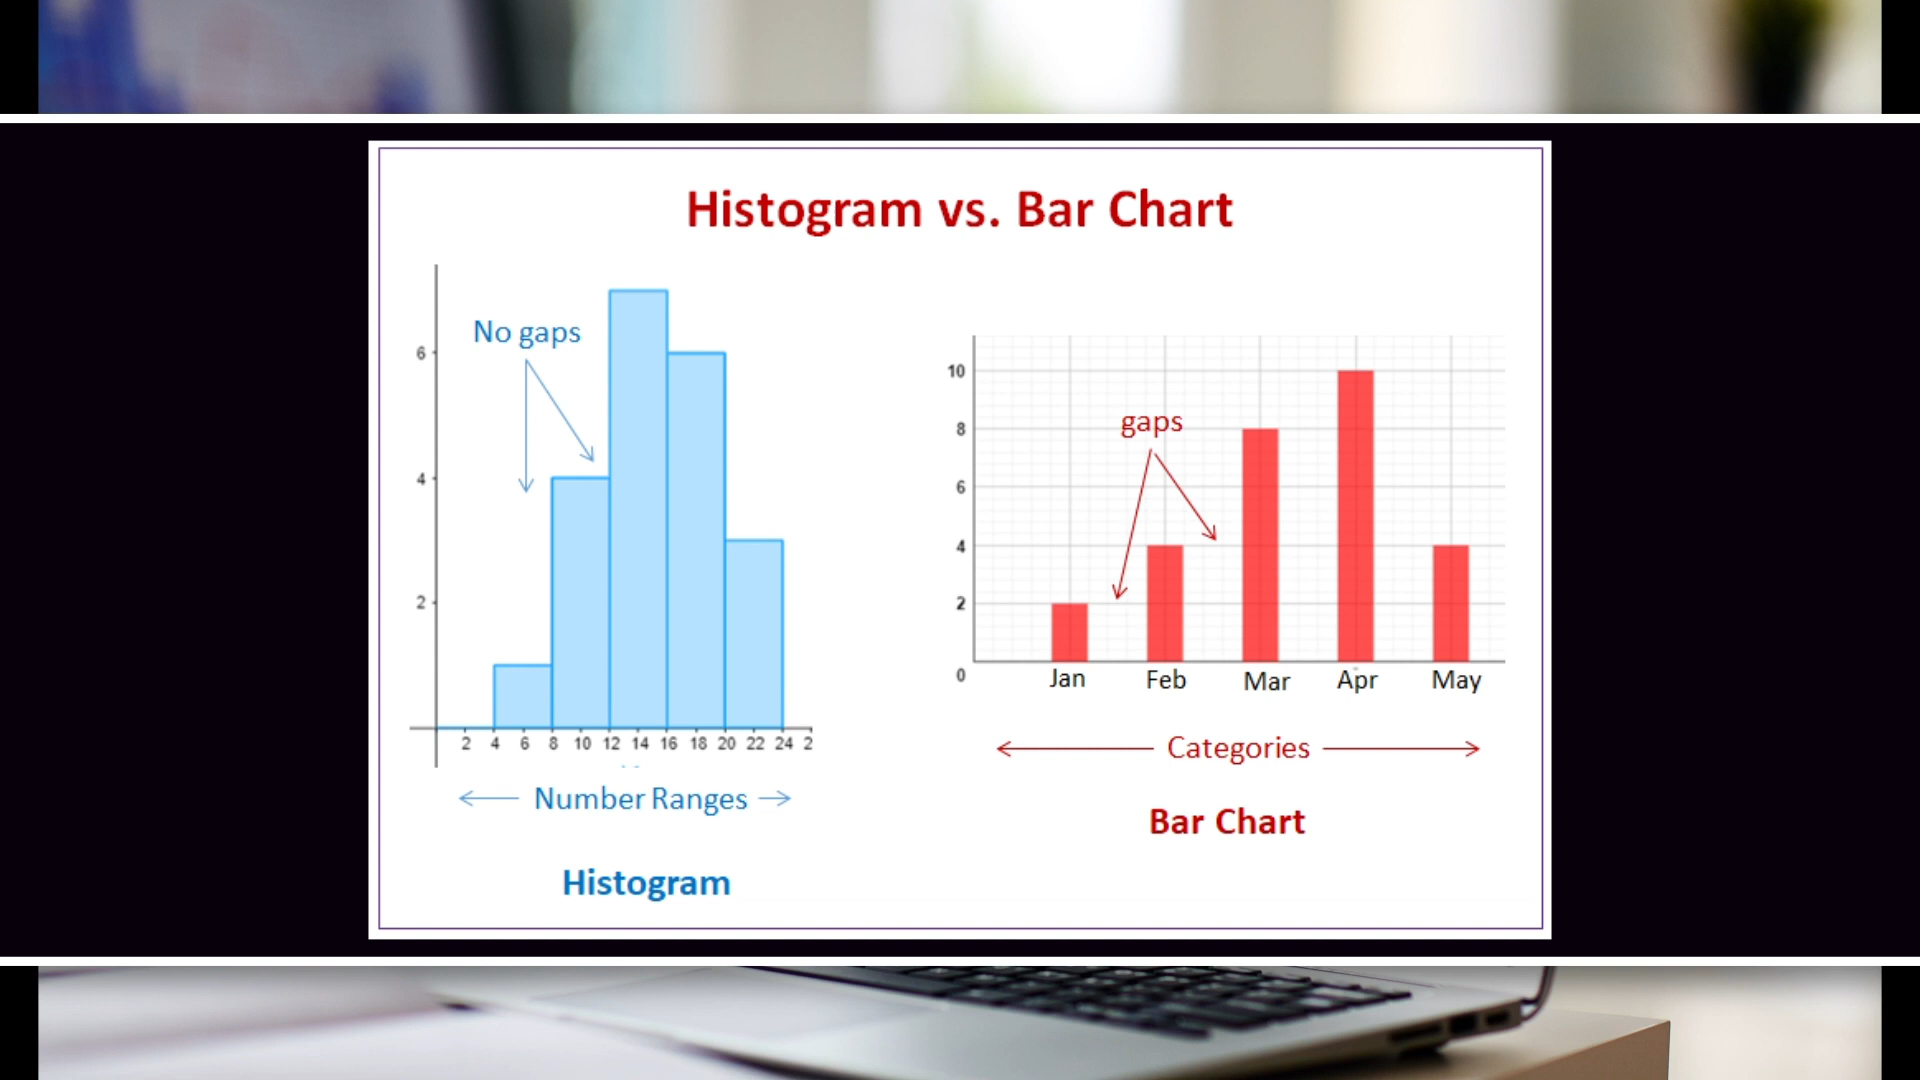 Histogram vs. Bar Chart
No gaps
6
4
2
2 4 6 8 10 12 14 16 18 20 22 24 2
Number Ranges
Histogram
gaps
10
8
6
4
2
0
Jan Feb Mar Apr May
Categories
Bar Chart